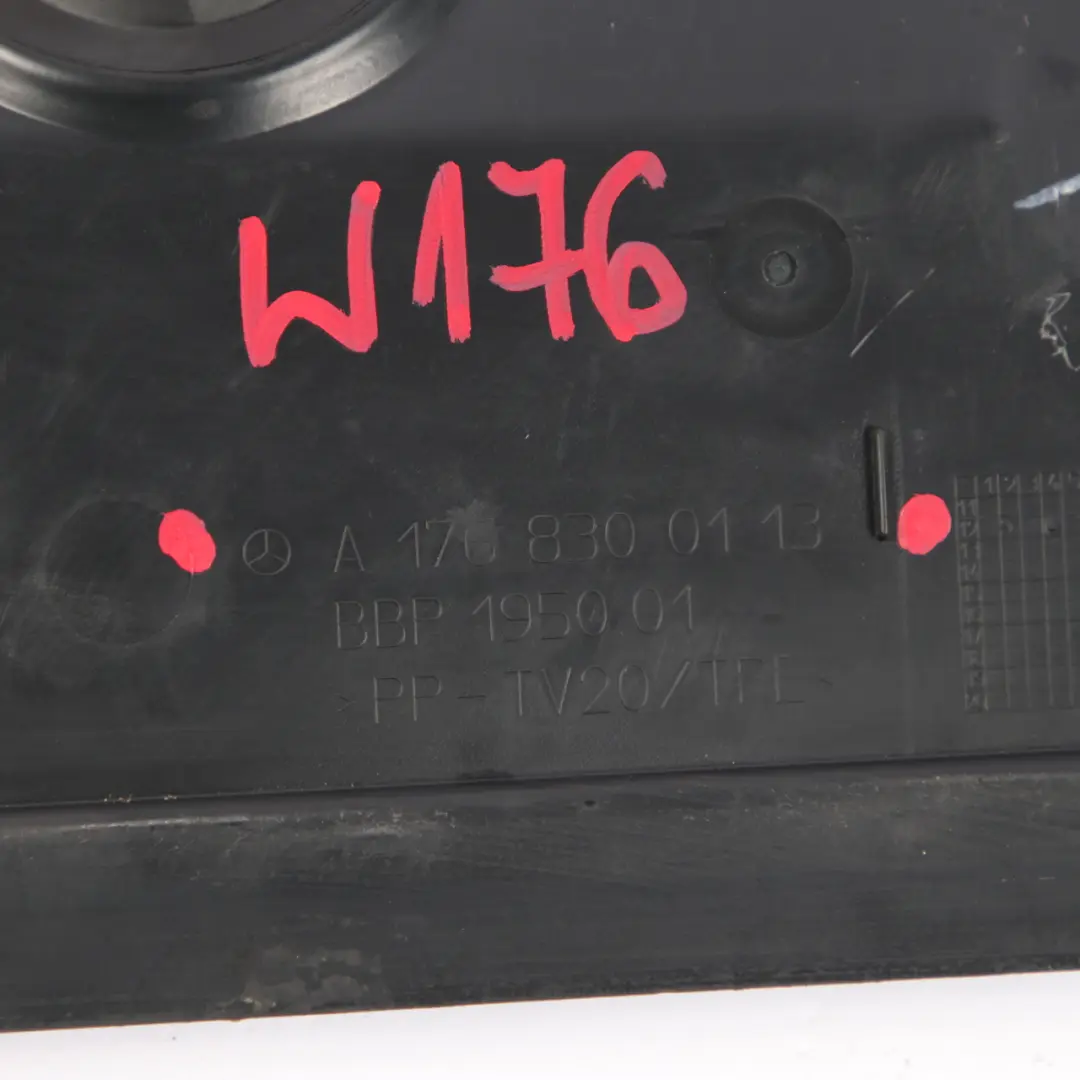 W176
A 176 830 01 13
BBP 1950 01
>PP-TV20/TPE<